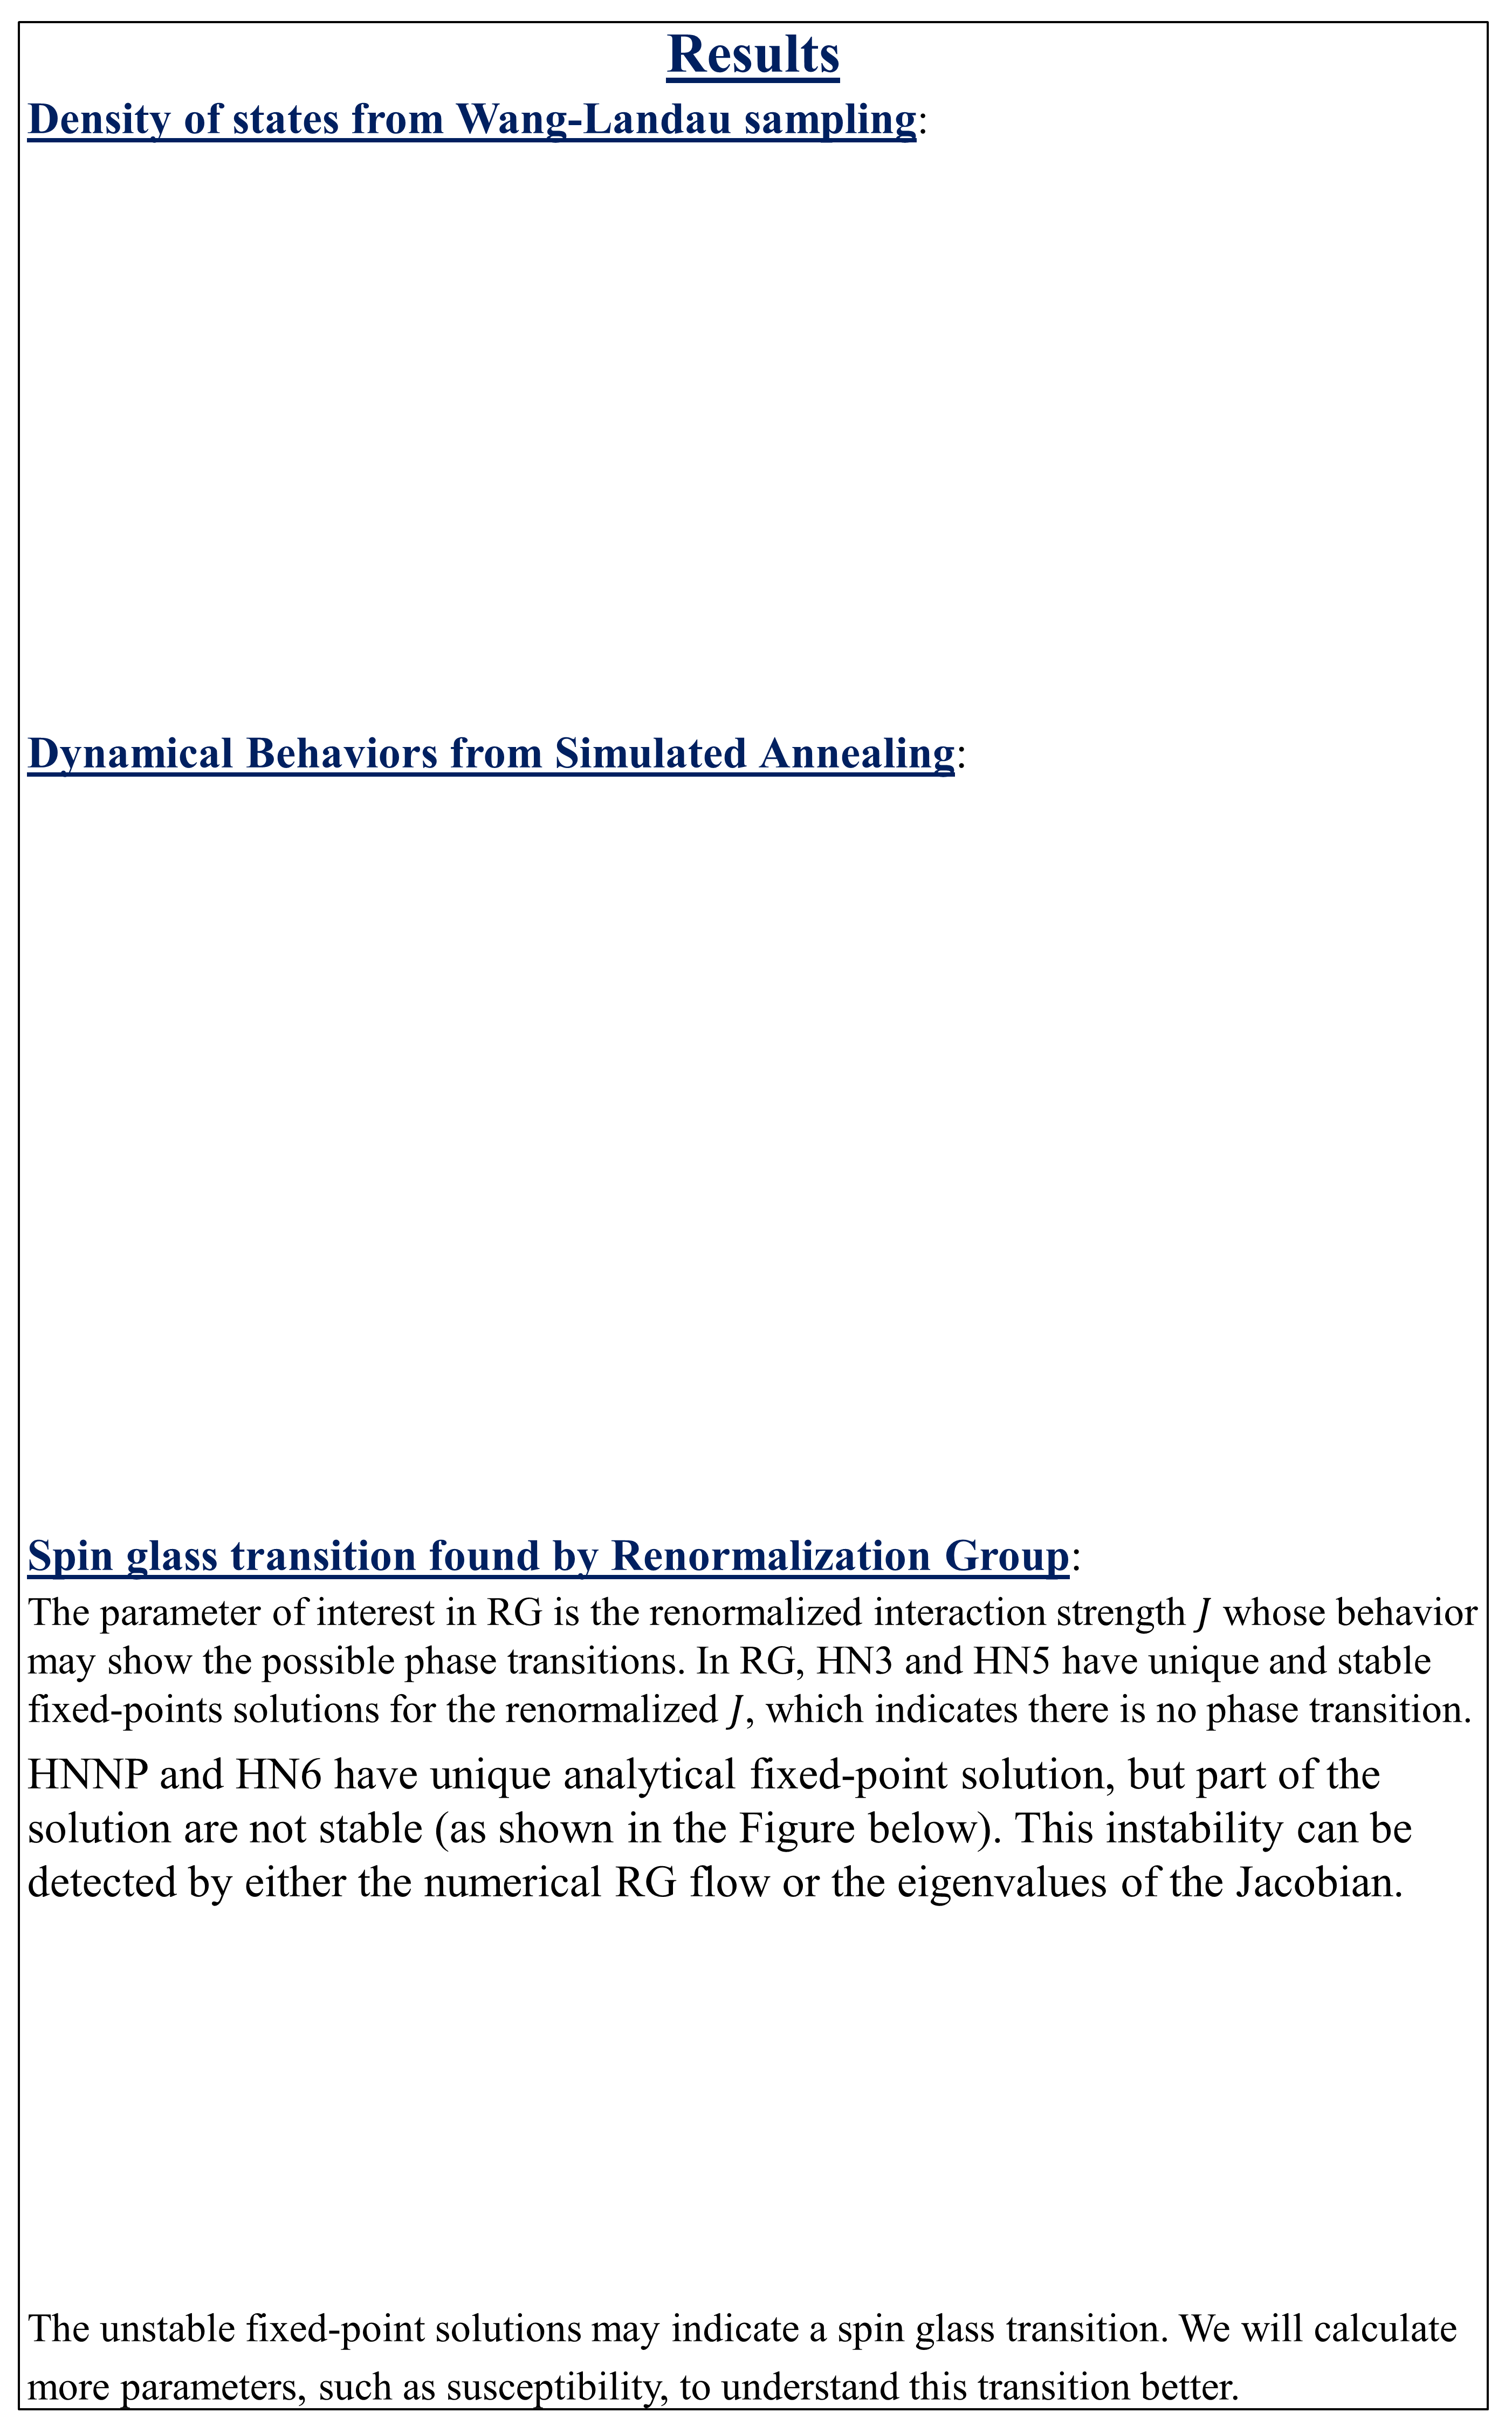 Results
Density of states from Wang-Landau sampling:
Dynamical Behaviors from Simulated Annealing:
Spin glass transition found by Renormalization Group:
The parameter of interest in RG is the renormalized interaction strength J whose behavior
may show the possible phase transitions. In RG, HN3 and HN5 have unique and stable
fixed-points solutions for the renormalized J, which indicates there is no phase transition.
HNNP and HN6 have unique analytical fixed-point solution, but part of the
solution are not stable (as shown in the Figure below). This instability can be
detected by either the numerical RG flow or the eigenvalues of the Jacobian.
The unstable fixed-point solutions may indicate a spin glass transition. We will calculate
more parameters, such as susceptibility, to understand this transition better.